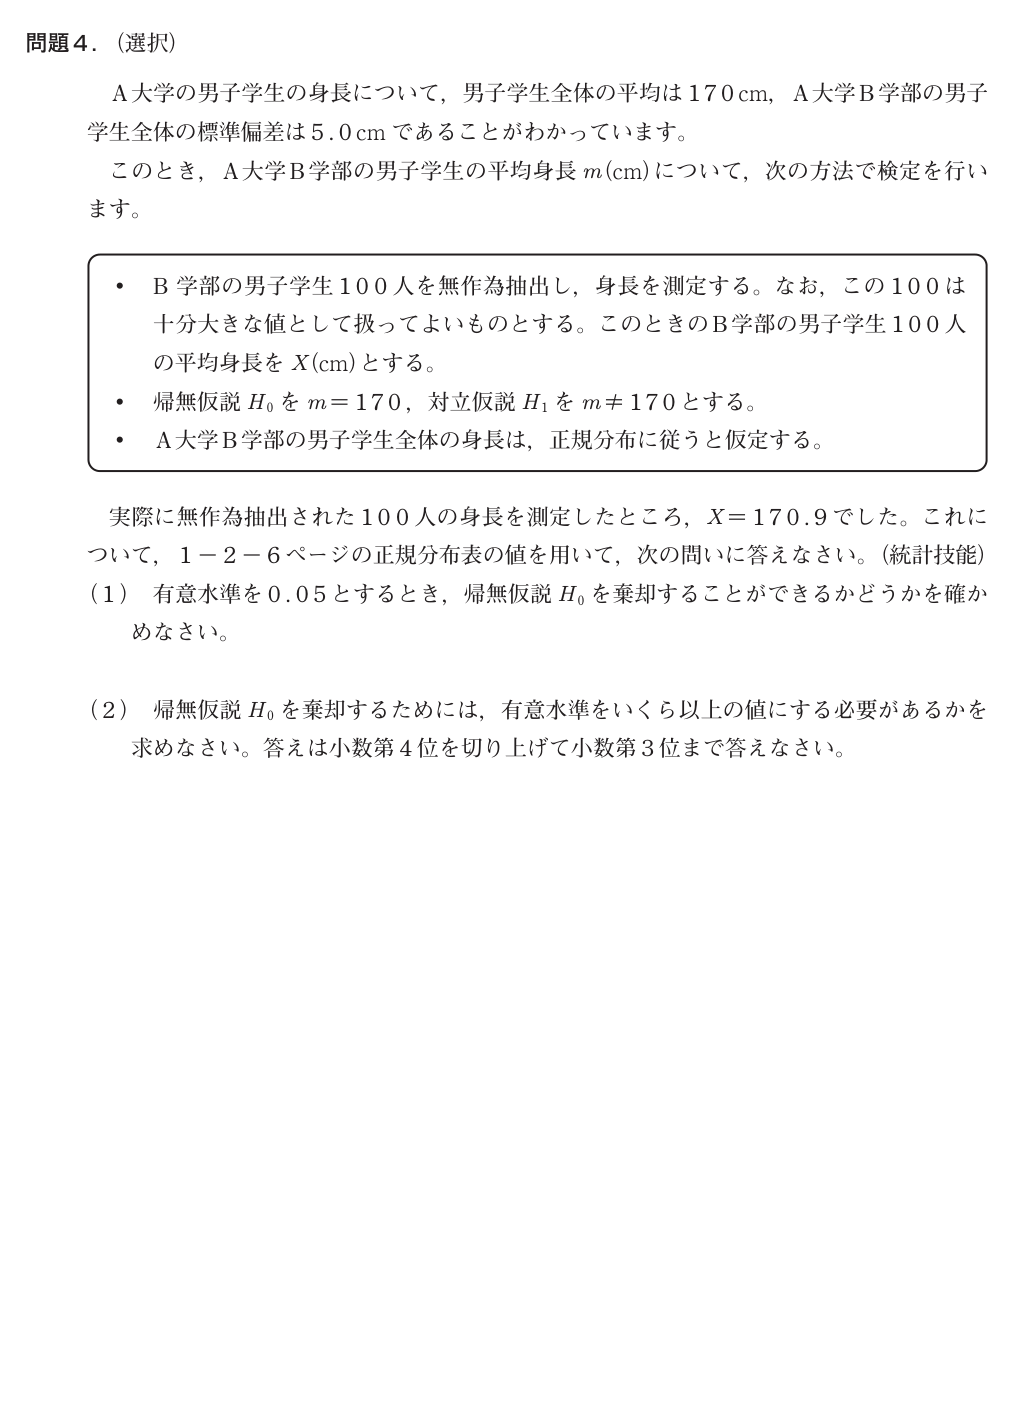 問題４.（選択）
Ａ大学の男子学生の身長について，男子学生全体の平均は１７０cm，Ａ大学Ｂ学部の男子
学生全体の標準偏差は５.０cm であることがわかっています。
このとき，Ａ大学Ｂ学部の男子学生の平均身長 m(cm)について，次の方法で検定を行い
ます。
• B 学部の男子学生１００人を無作為抽出し，身長を測定する。なお，この１００は
十分大きな値として扱ってよいものとする。このときのＢ学部の男子学生１００人
の平均身長を X(cm)とする。
• 帰無仮説 H₀ を m＝１７０，対立仮説 H₁ を m≠１７０とする。
• Ａ大学Ｂ学部の男子学生全体の身長は，正規分布に従うと仮定する。
実際に無作為抽出された１００人の身長を測定したところ，X＝１７０.９でした。これに
ついて，１－２－６ページの正規分布表の値を用いて，次の問いに答えなさい。（統計技能）
（１） 有意水準を０.０５とするとき，帰無仮説 H₀ を棄却することができるかどうかを確か
めなさい。
（２） 帰無仮説 H₀ を棄却するためには，有意水準をいくら以上の値にする必要があるかを
求めなさい。答えは小数第４位を切り上げて小数第３位まで答えなさい。